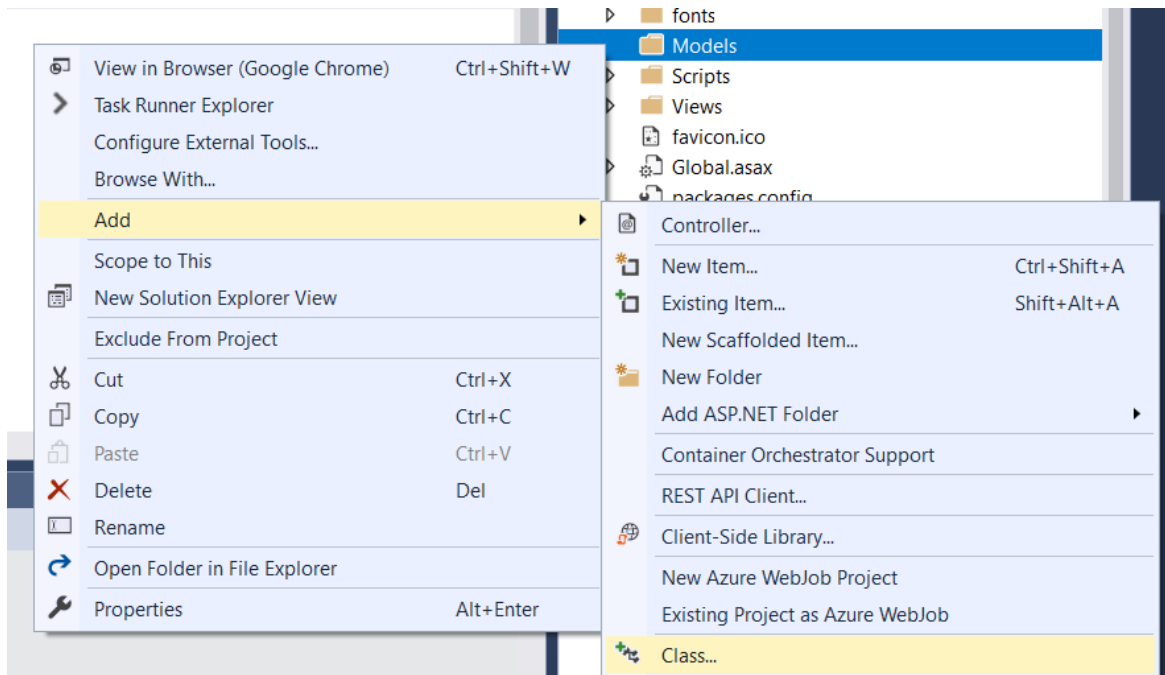 fonts
Models
Scripts
Views
favicon.ico
Global.asax
packages.config
View in Browser (Google Chrome) Ctrl+Shift+W
Task Runner Explorer
Configure External Tools...
Browse With...
Add
Scope to This
New Solution Explorer View
Exclude From Project
Cut Ctrl+X
Copy Ctrl+C
Paste Ctrl+V
Delete Del
Rename
Open Folder in File Explorer
Properties Alt+Enter
Controller...
New Item... Ctrl+Shift+A
Existing Item... Shift+Alt+A
New Scaffolded Item...
New Folder
Add ASP.NET Folder
Container Orchestrator Support
REST API Client...
Client-Side Library...
New Azure WebJob Project
Existing Project as Azure WebJob
Class...